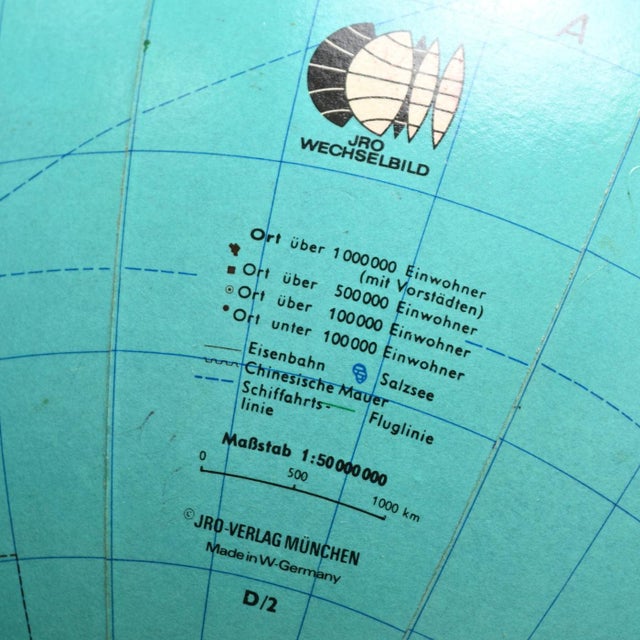 A
JRO
WECHSELBILD
Ort über 1000000 Einwohner
(mit Vorstädten)
Ort über 500000 Einwohner
Ort über 100000 Einwohner
Ort unter 100000 Einwohner
Eisenbahn Salzsee
Chinesische Mauer
Schiffahrts-
linie Fluglinie
Maßstab 1:50000000
0 500 1000 km
© JRO-VERLAG MÜNCHEN
Made in W-Germany
D/2